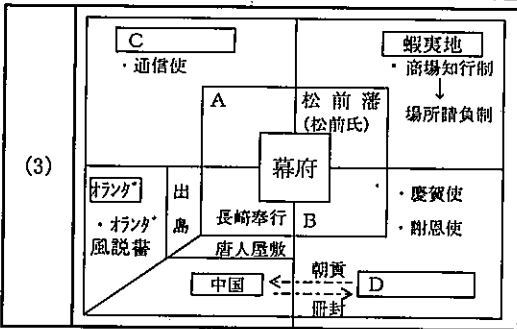 (3)
C
・通信使
蝦夷地
・商場知行制
↓
場所請負制
A
松前藩
(松前氏)
幕府
オランダ
・オランダ
風説書
出島
長崎奉行
B
・慶賀使
・謝恩使
唐人屋敷
中国
朝貢
冊封
D